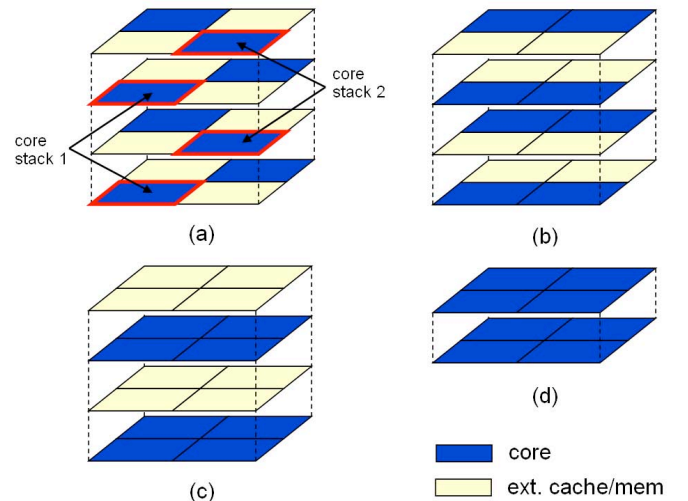 core
stack 1
core
stack 2
(a)
(b)
(c)
(d)
core
ext. cache/mem